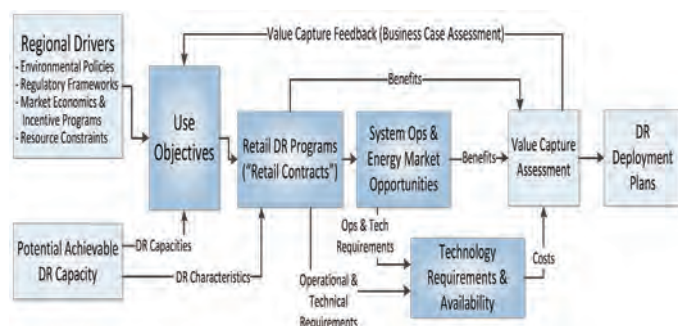 Regional Drivers
- Environmental Policies
- Regulatory Frameworks
- Market Economics &
Incentive Programs
- Resource Constraints
Value Capture Feedback (Business Case Assessment)
Benefits
Use
Objectives
Retail DR Programs
("Retail Contracts")
System Ops &
Energy Market
Opportunities
Benefits
Value Capture
Assessment
DR
Deployment
Plans
Potential Achievable
DR Capacity
DR Capacities
DR Characteristics
Ops & Tech
Requirements
Operational &
Technical
Requirements
Technology
Requirements &
Availability
Costs